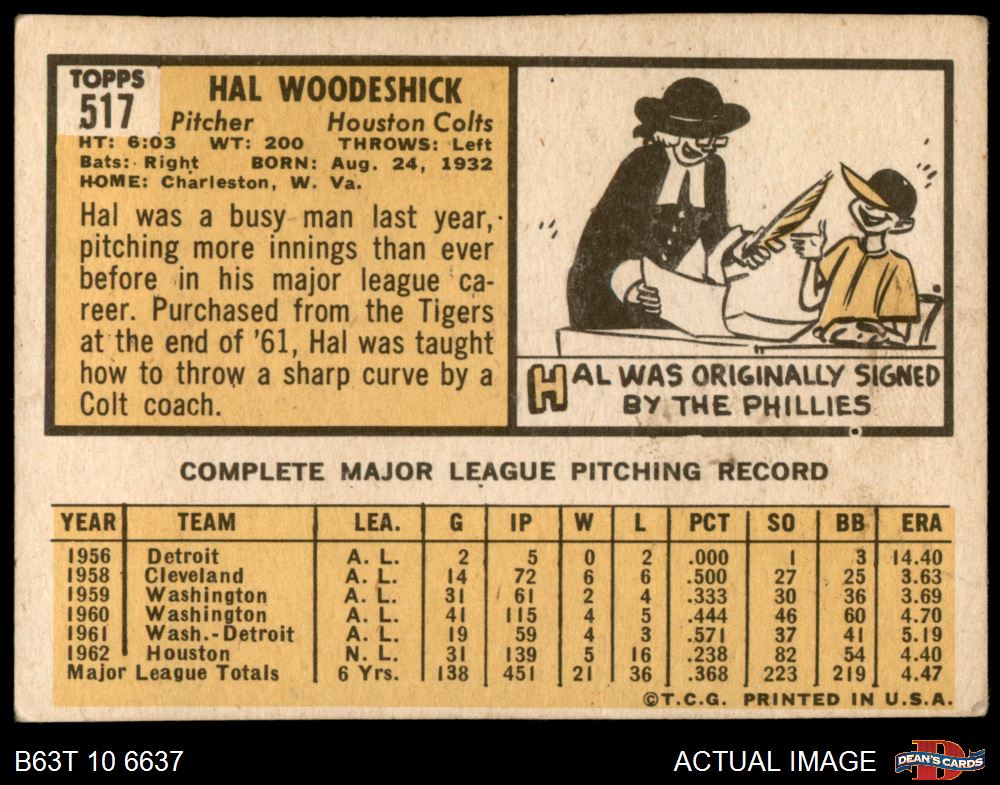 TOPPS
517
HAL WOODESHICK
Pitcher Houston Colts
HT: 6:03 WT: 200 THROWS: Left
Bats: Right BORN: Aug. 24, 1932
HOME: Charleston, W. Va.
Hal was a busy man last year,
pitching more innings than ever
before in his major league ca-
reer. Purchased from the Tigers
at the end of '61, Hal was taught
how to throw a sharp curve by a
Colt coach.
HAL WAS ORIGINALLY SIGNED
BY THE PHILLIES
COMPLETE MAJOR LEAGUE PITCHING RECORD
YEAR TEAM LEA. G IP W L PCT SO BB ERA
1956 Detroit A. L. 2 5 0 2 .000 1 3 14.40
1958 Cleveland A. L. 14 72 6 6 .500 27 25 3.63
1959 Washington A. L. 31 61 2 4 .333 30 36 3.69
1960 Washington A. L. 41 115 4 5 .444 46 60 4.70
1961 Wash.-Detroit A. L. 19 59 4 3 .571 37 41 5.19
1962 Houston N. L. 31 139 5 16 .238 82 54 4.40
Major League Totals 6 Yrs. 138 451 21 36 .368 223 219 4.47
©T.C.G. PRINTED IN U.S.A.
B63T 10 6637 ACTUAL IMAGE
D
DEAN'S CARDS